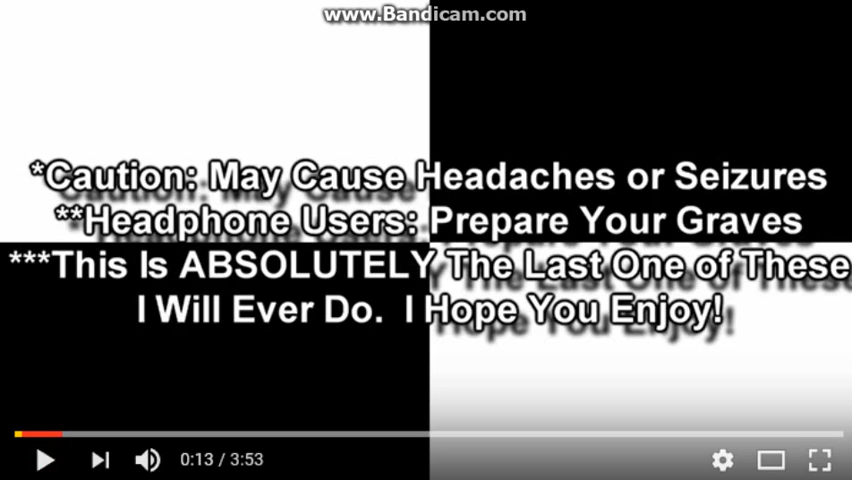 www.Bandicam.com
*Caution: May Cause Headaches or Seizures
**Headphone Users: Prepare Your Graves
***This Is ABSOLUTELY The Last One of These
I Will Ever Do.  I Hope You Enjoy!
0:13 / 3:53